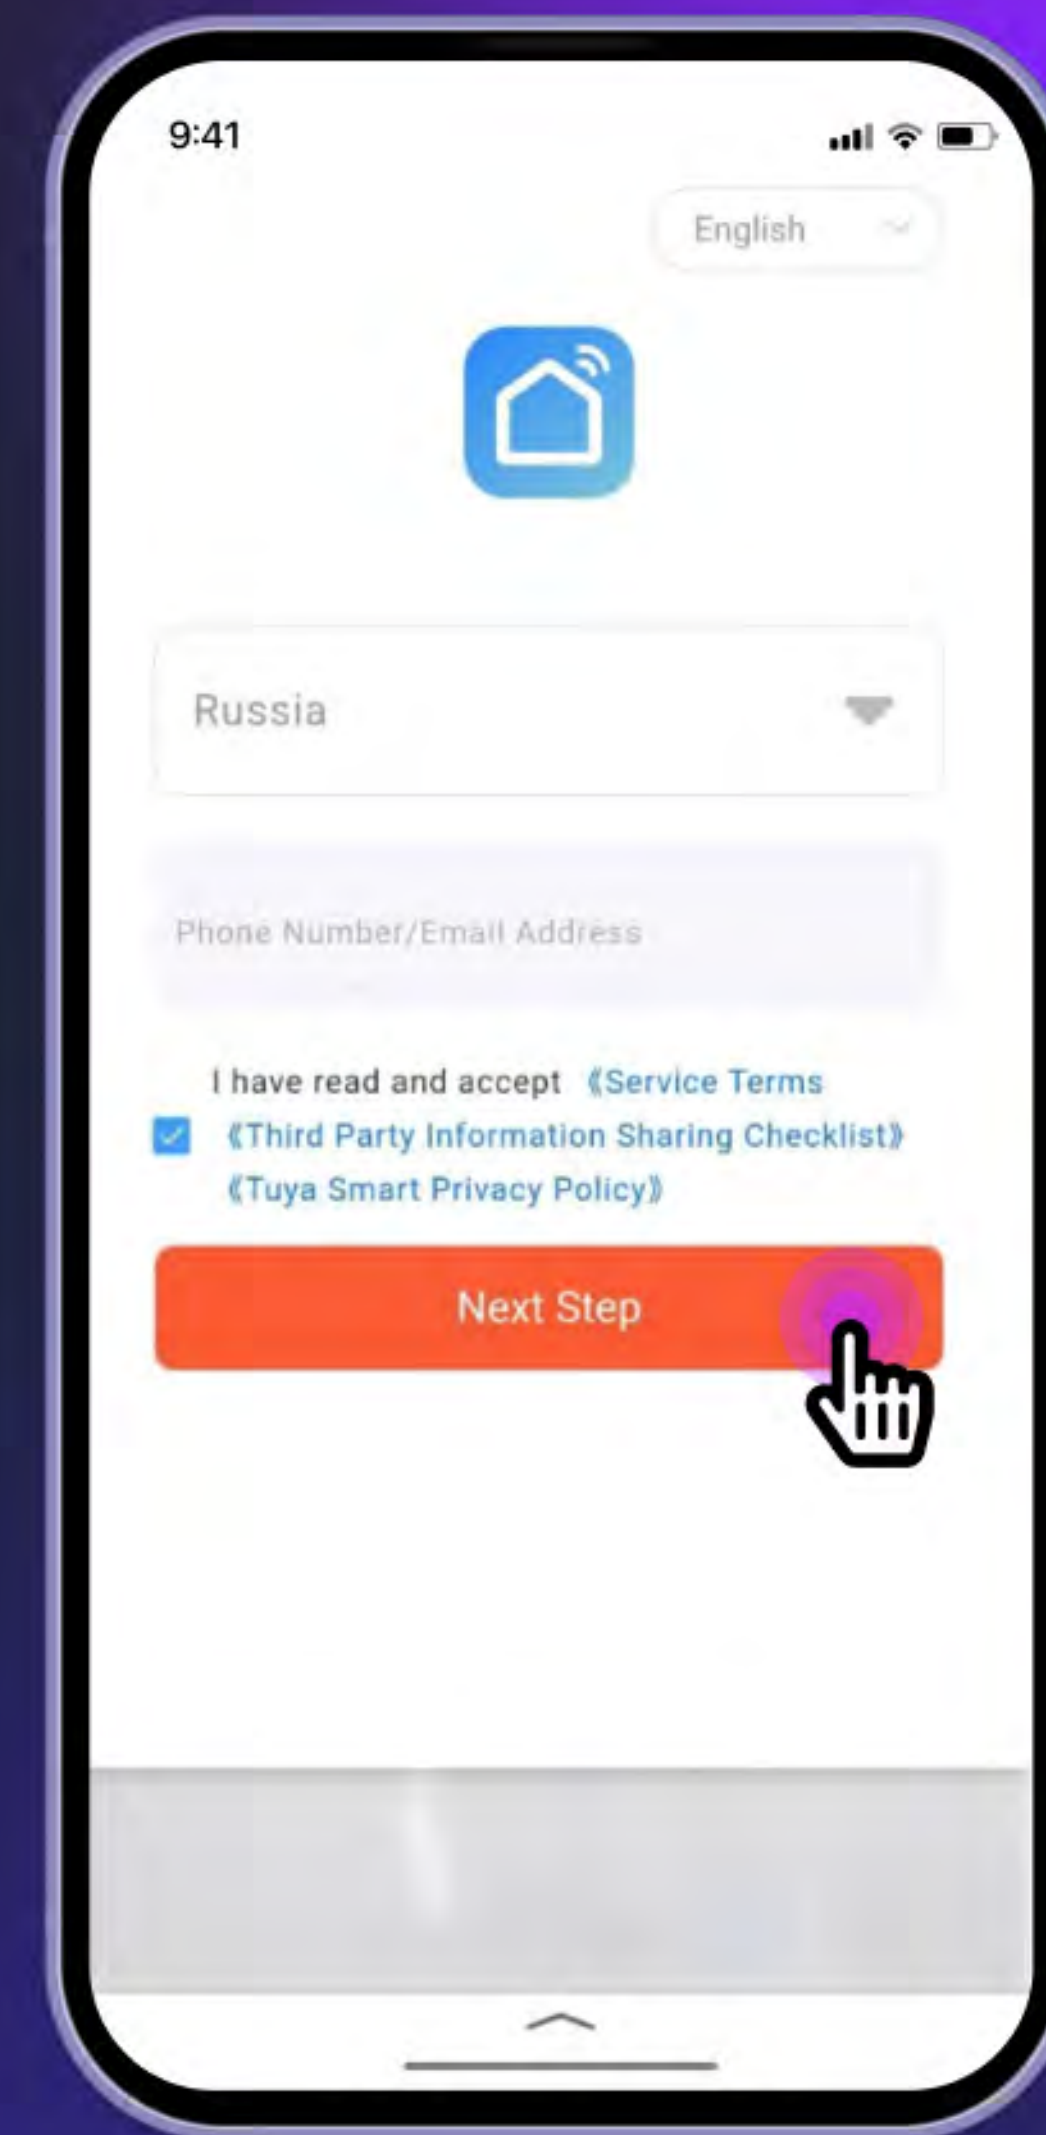 9:41
English
Russia
Phone Number/Email Address
I have read and accept 《Service Terms
《Third Party Information Sharing Checklist》
《Tuya Smart Privacy Policy》
Next Step